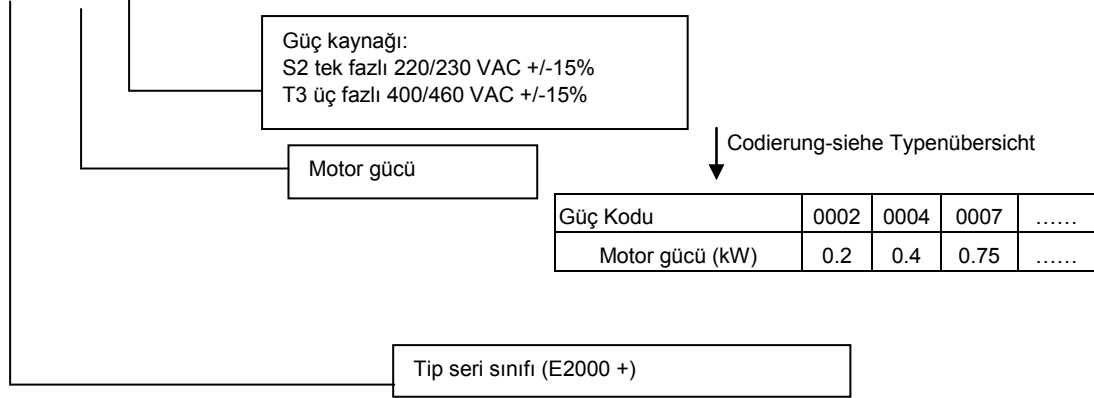 Güç kaynağı:
S2 tek fazlı 220/230 VAC +/-15%
T3 üç fazlı 400/460 VAC +/-15%
Codierung-siehe Typenübersicht
Motor gücü
Güç Kodu 0002 0004 0007 ……
Motor gücü (kW) 0.2 0.4 0.75 ……
Tip seri sınıfı (E2000 +)